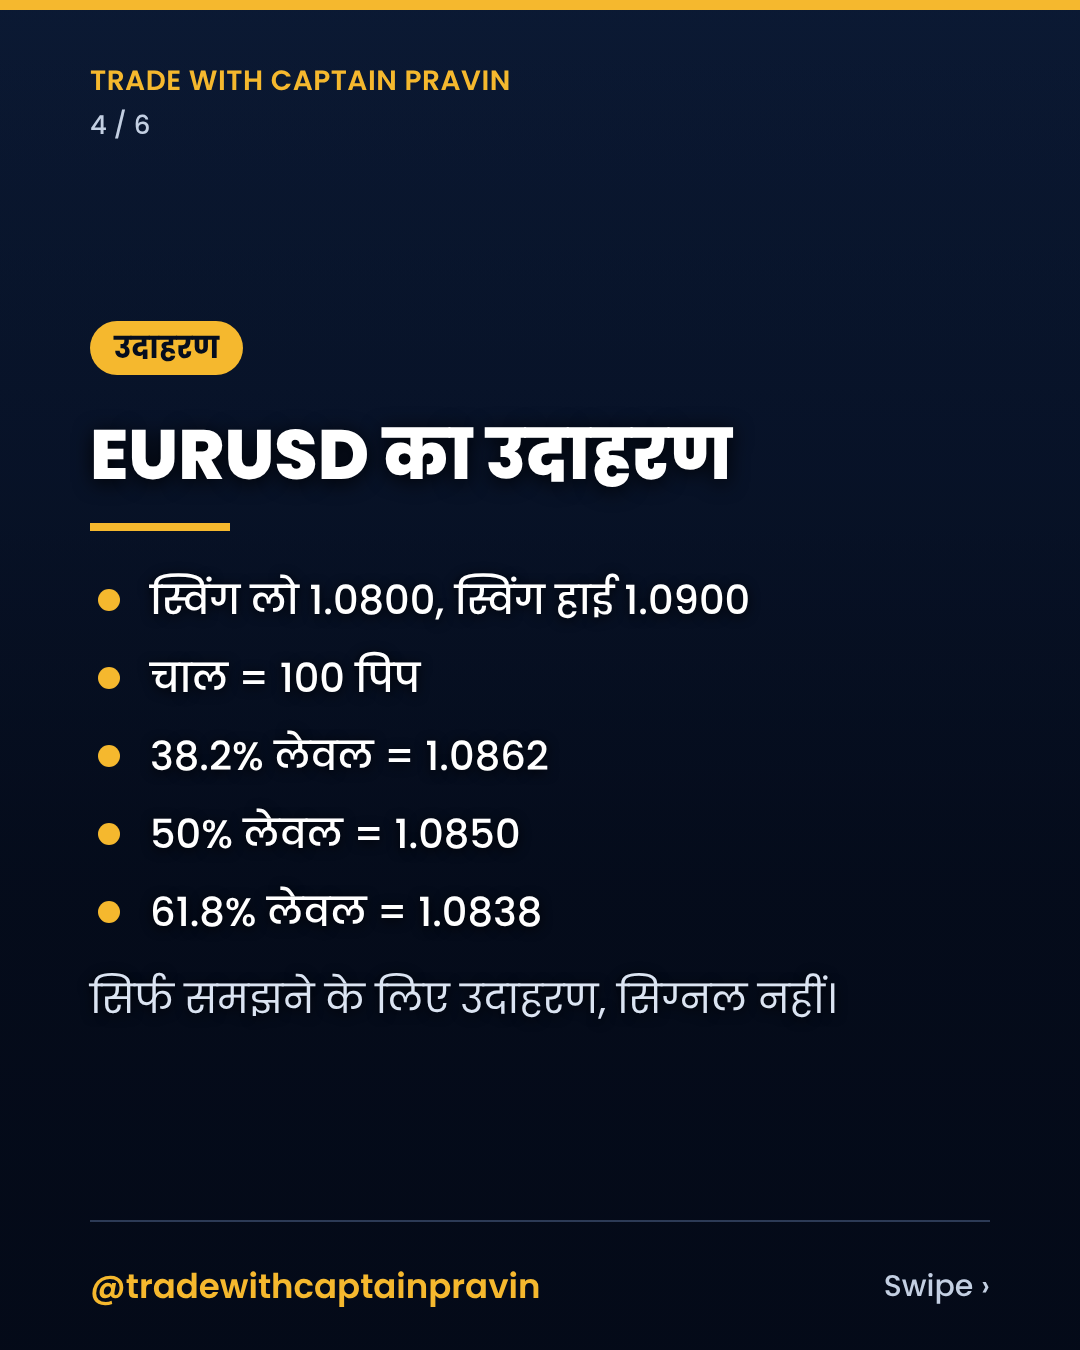 TRADE WITH CAPTAIN PRAVIN
4 / 6
उदाहरण
EURUSD का उदाहरण
स्विंग लो 1.0800, स्विंग हाई 1.0900
चाल = 100 पिप
38.2% लेवल = 1.0862
50% लेवल = 1.0850
61.8% लेवल = 1.0838
सिर्फ समझने के लिए उदाहरण, सिग्नल नहीं।
@tradewithcaptainpravin
Swipe ›